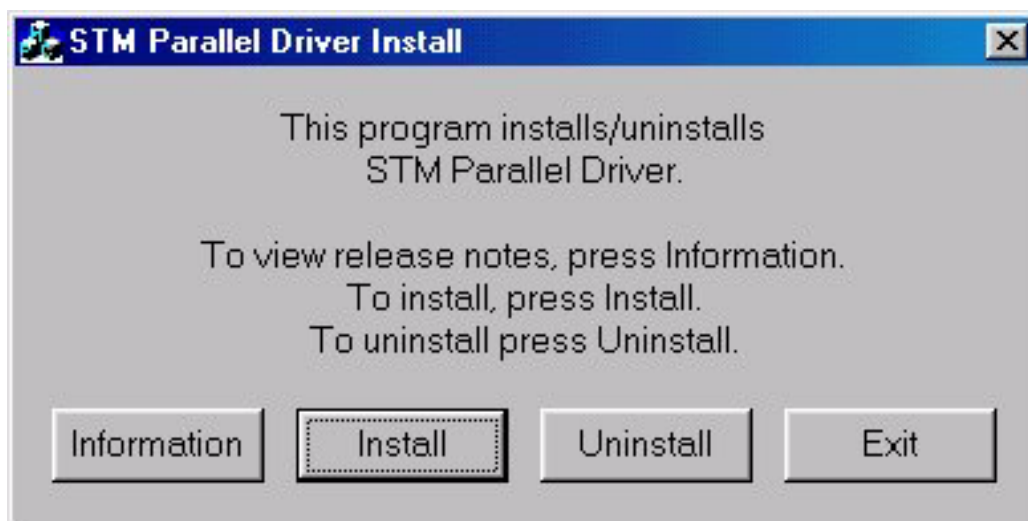 STM Parallel Driver Install
This program installs/uninstalls
STM Parallel Driver.
To view release notes, press Information.
To install, press Install.
To uninstall press Uninstall.
Information Install Uninstall Exit